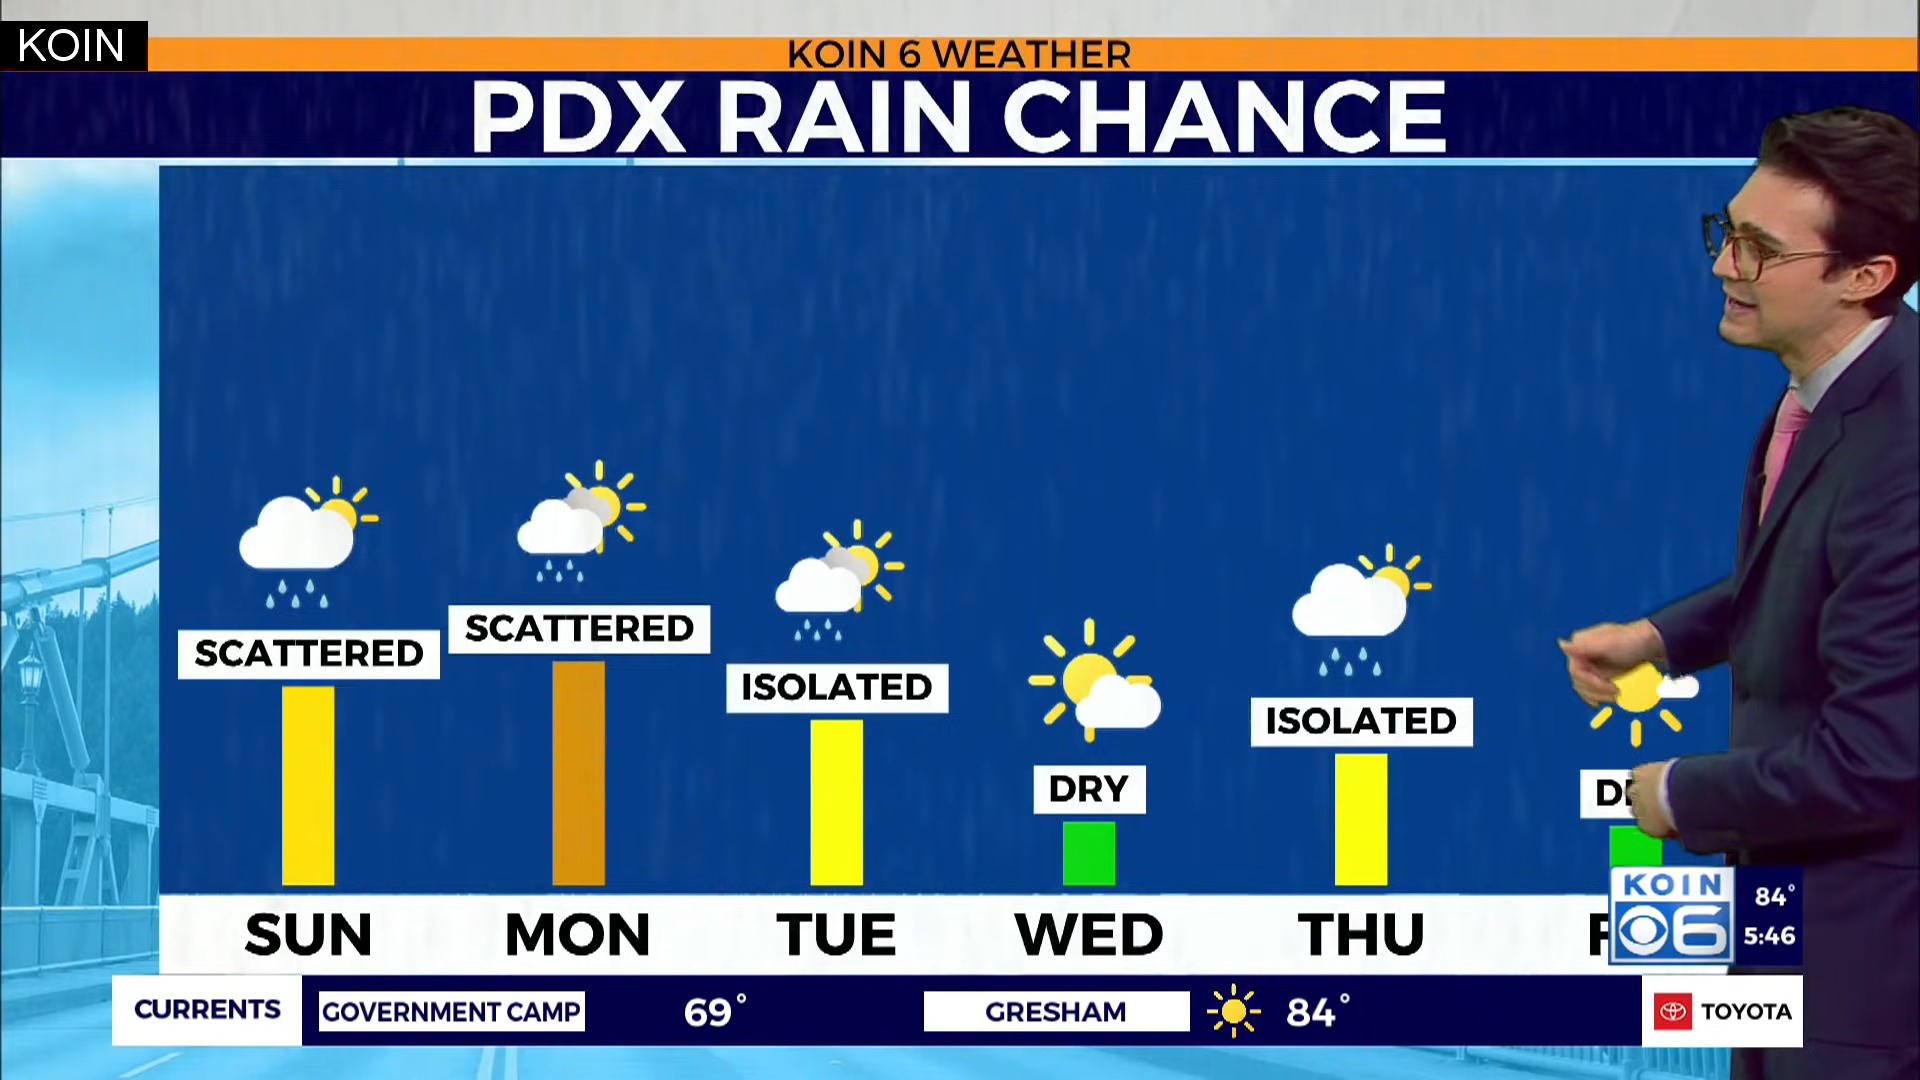 KOIN
KOIN 6 WEATHER
PDX RAIN CHANCE
SCATTERED
SCATTERED
ISOLATED
DRY
ISOLATED
SUN
MON
TUE
WED
THU
KOIN
6
84°
5:46
CURRENTS
GOVERNMENT CAMP
69°
GRESHAM
84°
TOYOTA